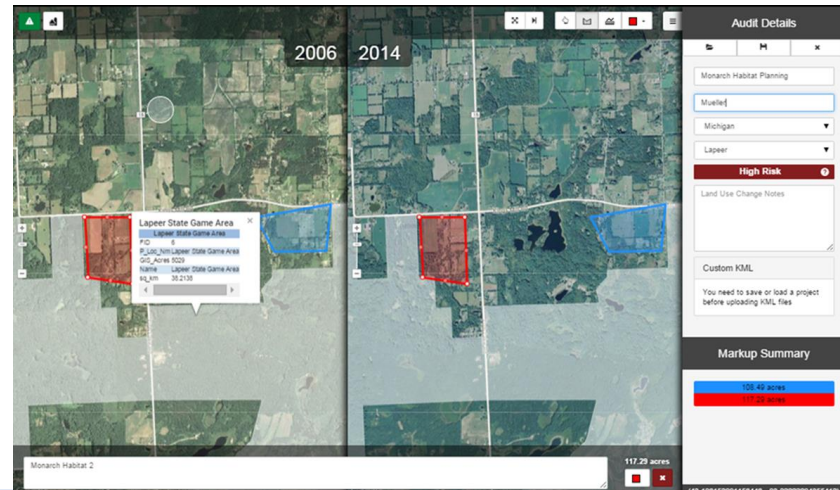 2006
2014
Audit Details
Monarch Habitat Planning
Mueller
Michigan
Lapeer
High Risk
Land Use Change Notes
Custom KML
You need to save or load a project
before uploading KML files
Lapeer State Game Area
Lapeer State Game Area
FID 6
P_Loc_Nm Lapeer State Game Area
GIS_Acres 8029
Name Lapeer State Game Area
sq_km 38.2138
Markup Summary
108.49 acres
117.29 acres
Monarch Habitat 2
117.29 acres